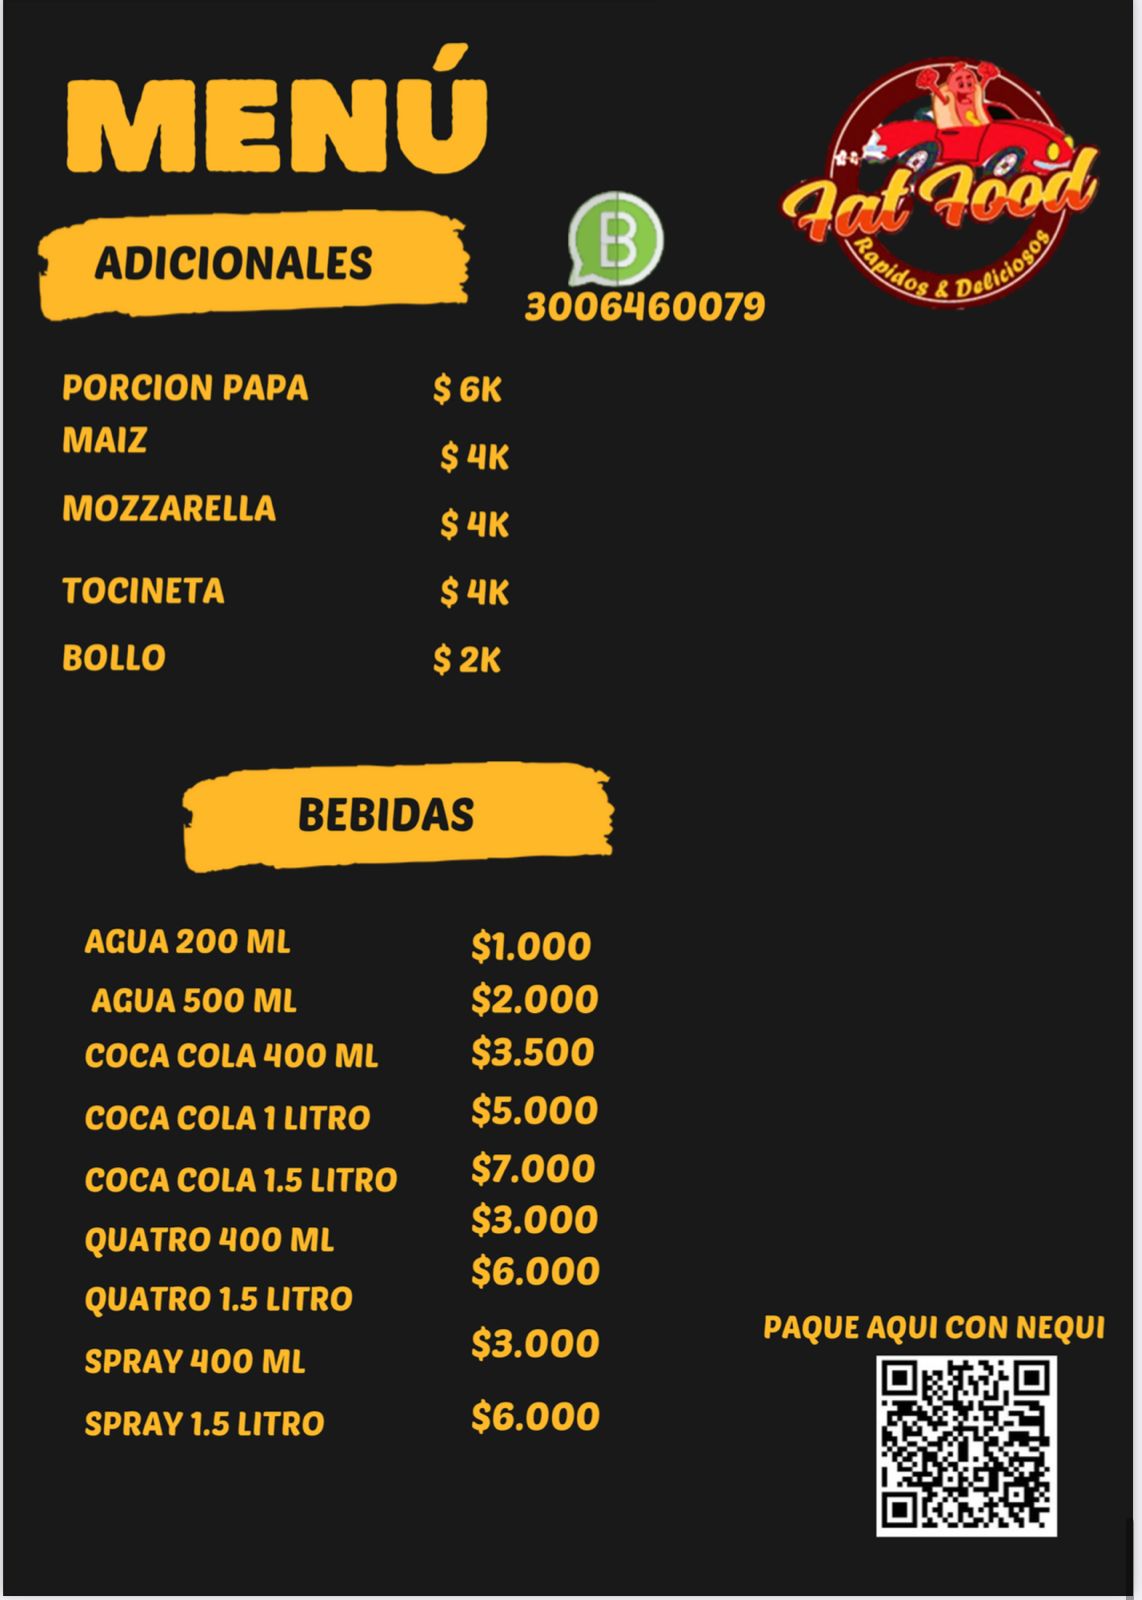 MENÚ
Fat Food
Rapidos & Deliciosos
ADICIONALES
B
3006460079
PORCION PAPA $ 6K
MAIZ $ 4K
MOZZARELLA $ 4K
TOCINETA $ 4K
BOLLO $ 2K
BEBIDAS
AGUA 200 ML $1.000
AGUA 500 ML $2.000
COCA COLA 400 ML $3.500
COCA COLA 1 LITRO $5.000
COCA COLA 1.5 LITRO $7.000
QUATRO 400 ML $3.000
QUATRO 1.5 LITRO $6.000
SPRAY 400 ML $3.000
SPRAY 1.5 LITRO $6.000
PAQUE AQUI CON NEQUI